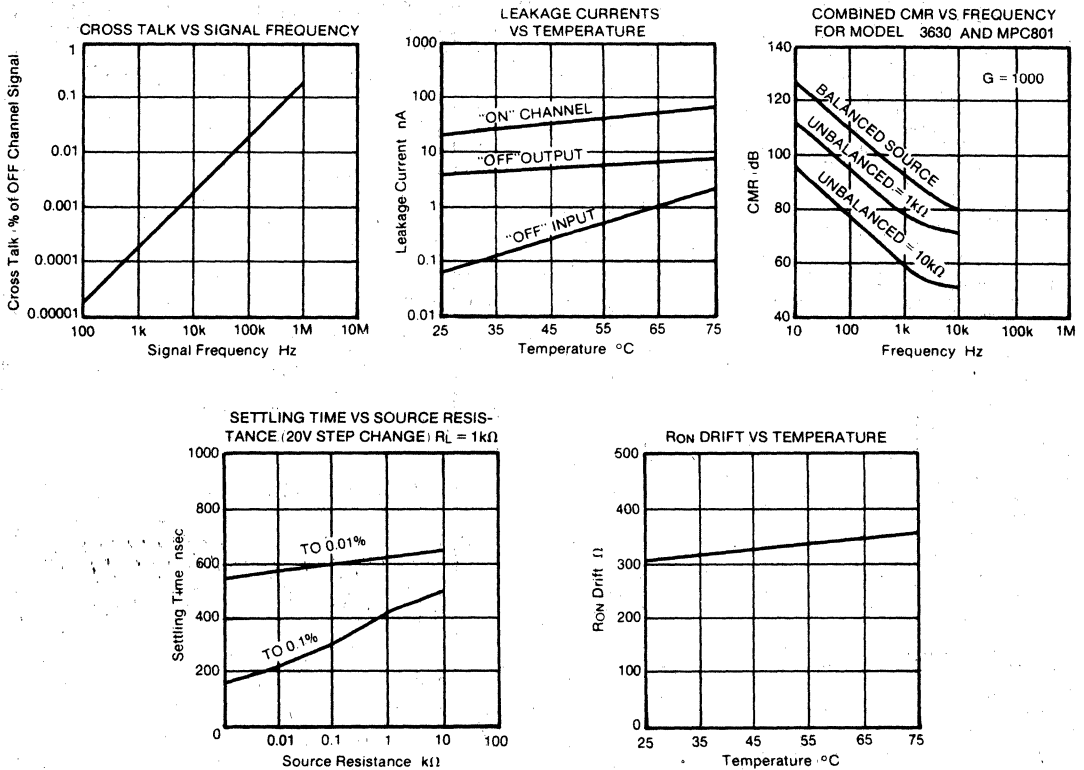 CROSS TALK VS SIGNAL FREQUENCY
Cross Talk % of OFF Channel Signal
1
0.1
0.01
0.001
0.0001
0.00001
100 1k 10k 100k 1M 10M
Signal Frequency Hz
LEAKAGE CURRENTS
VS TEMPERATURE
Leakage Current nA
1000
100
10
1
0.1
0.01
"ON" CHANNEL
"OFF" OUTPUT
"OFF" INPUT
25 35 45 55 65 75
Temperature °C
COMBINED CMR VS FREQUENCY
FOR MODEL 3630 AND MPC801
CMR dB
140
120
100
80
60
40
G = 1000
BALANCED SOURCE
UNBALANCED = 1kΩ
UNBALANCED = 10kΩ
10 100 1k 10k 100k 1M
Frequency Hz
SETTLING TIME VS SOURCE RESIS-
TANCE (20V STEP CHANGE) RL = 1kΩ
Settling Time nsec
1000
800
600
400
200
0
TO 0.01%
TO 0.1%
0.01 0.1 1 10 100
Source Resistance kΩ
RON DRIFT VS TEMPERATURE
RON Drift Ω
500
400
300
100
0
25 35 45 55 65 75
Temperature °C